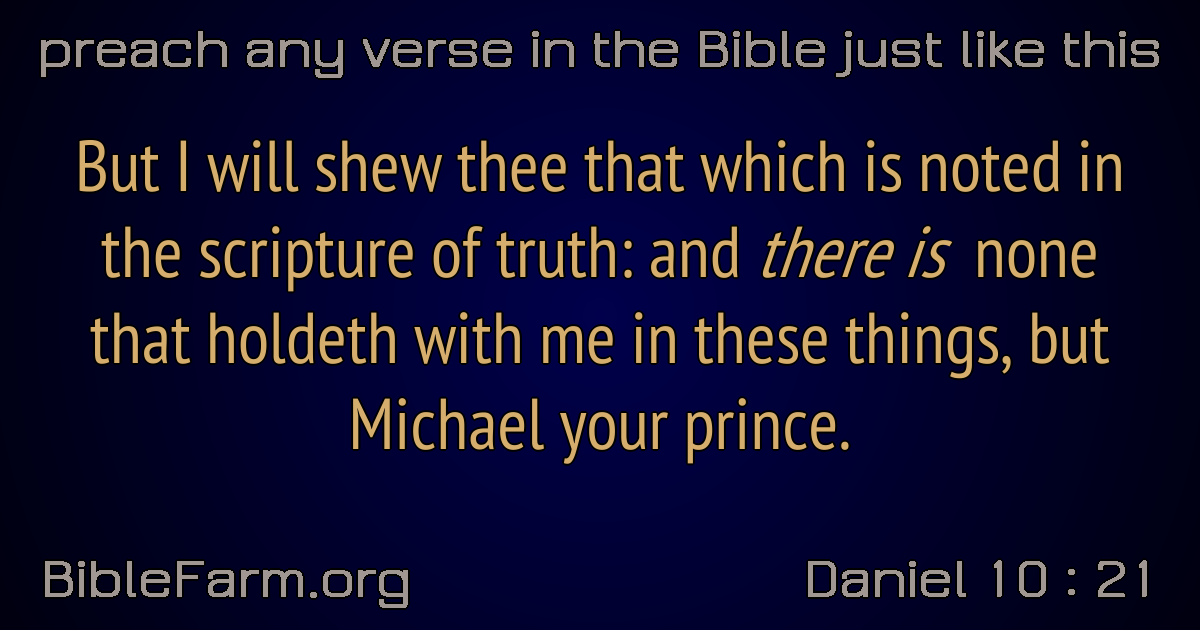 preach any verse in the Bible just like this
But I will shew thee that which is noted in
the scripture of truth: and there is none
that holdeth with me in these things, but
Michael your prince.
BibleFarm.org
Daniel 10 : 21